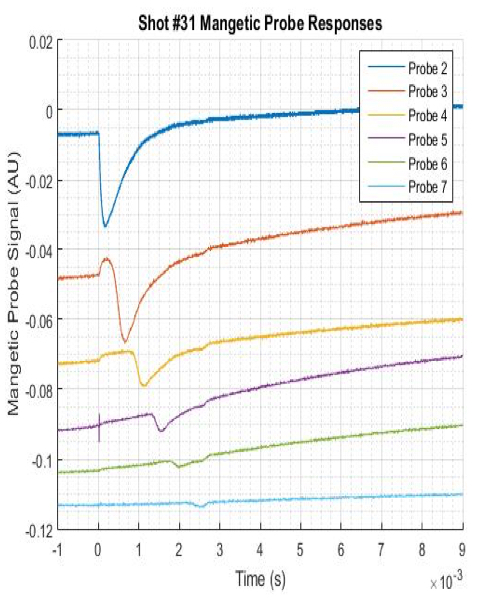 Shot #31 Mangetic Probe Responses
0.02
0
-0.02
-0.04
-0.06
-0.08
-0.1
-0.12
Mangetic Probe Signal (AU)
Probe 2
Probe 3
Probe 4
Probe 5
Probe 6
Probe 7
-1 0 1 2 3 4 5 6 7 8 9
Time (s)
×10⁻³